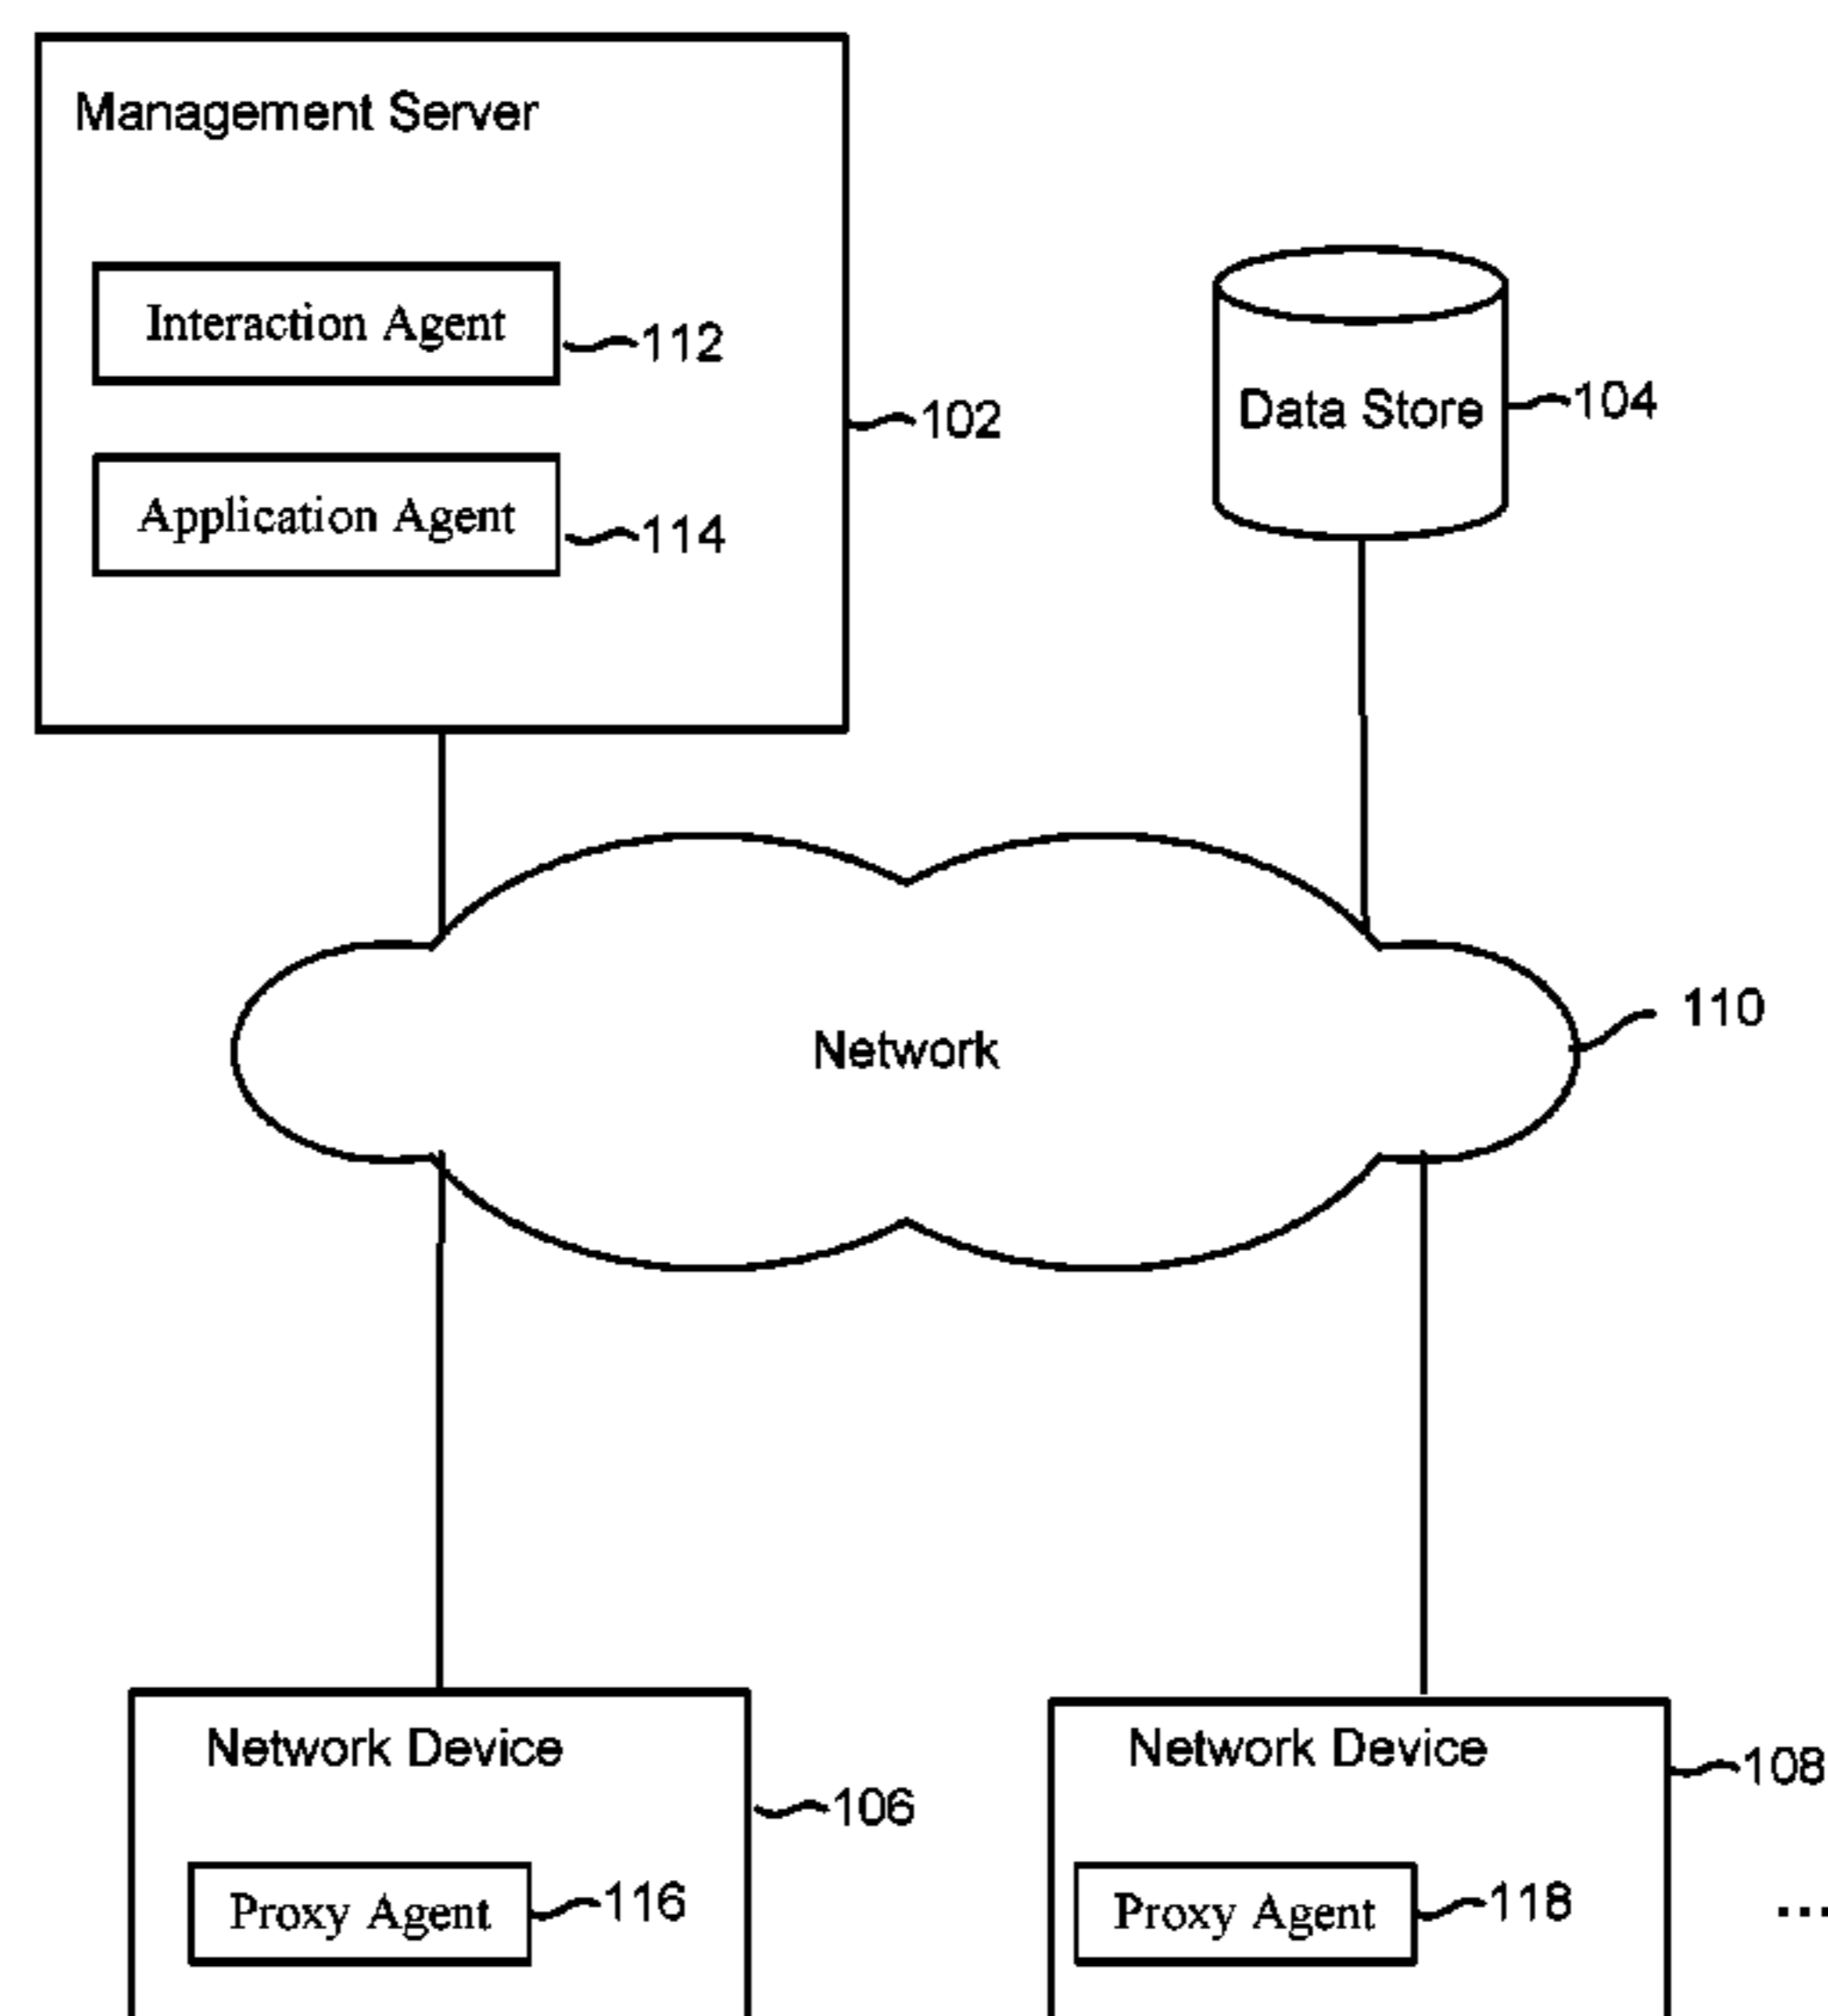 Management Server
Interaction Agent
112
102
Data Store
104
Application Agent
114
Network
110
Network Device
106
Proxy Agent
116
Network Device
108
Proxy Agent
118
...